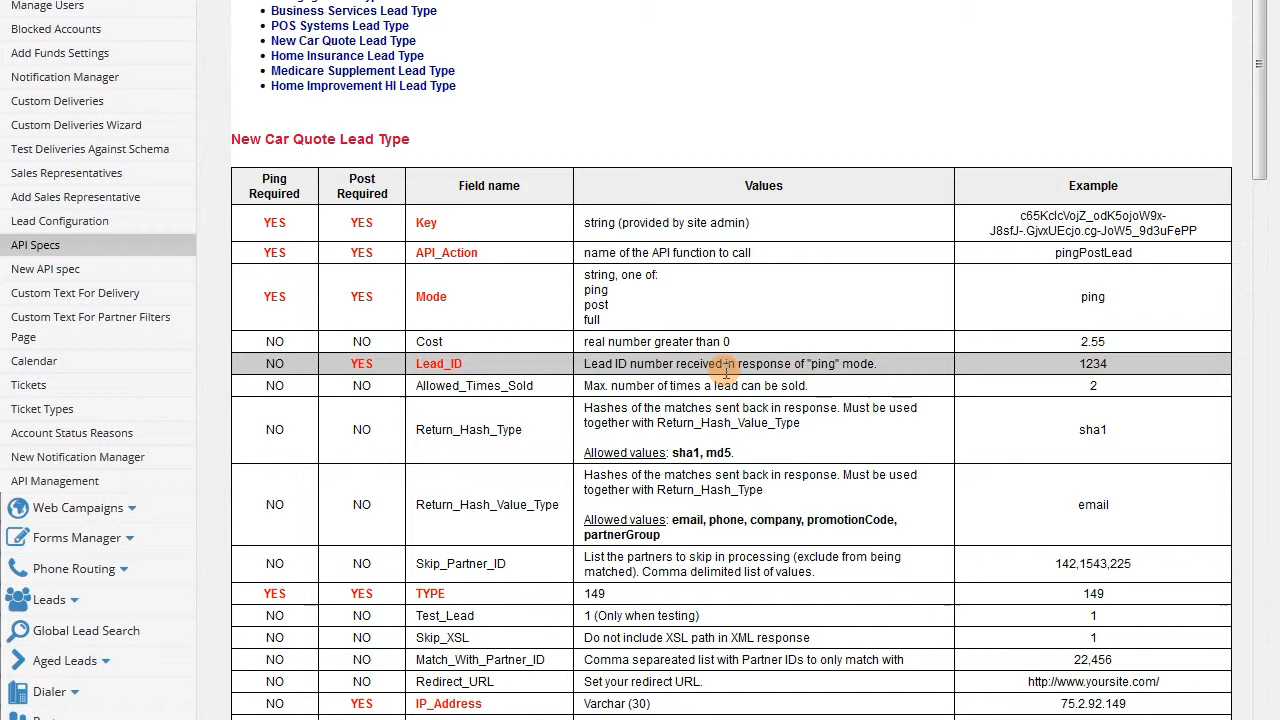 Manage Users
Blocked Accounts
Add Funds Settings
Notification Manager
Custom Deliveries
Custom Deliveries Wizard
Test Deliveries Against Schema
Sales Representatives
Add Sales Representative
Lead Configuration
API Specs
New API spec
Custom Text For Delivery
Custom Text For Partner Filters
Page
Calendar
Tickets
Ticket Types
Account Status Reasons
New Notification Manager
API Management
Web Campaigns
Forms Manager
Phone Routing
Leads
Global Lead Search
Aged Leads
Dialer
Business Services Lead Type
POS Systems Lead Type
New Car Quote Lead Type
Home Insurance Lead Type
Medicare Supplement Lead Type
Home Improvement HI Lead Type
New Car Quote Lead Type
Ping Required Post Required Field name Values Example
YES YES Key string (provided by site admin) c65KclcVojZ_odK5ojoW9x-
J8sfJ-.GjvxUEcjo.cg-JoW5_9d3uFePP
YES YES API_Action name of the API function to call pingPostLead
YES YES Mode string, one of:
ping
post
full
ping
NO NO Cost real number greater than 0 2.55
NO YES Lead_ID Lead ID number received in response of "ping" mode. 1234
NO NO Allowed_Times_Sold Max. number of times a lead can be sold. 2
NO NO Return_Hash_Type Hashes of the matches sent back in response. Must be used
together with Return_Hash_Value_Type
Allowed values: sha1, md5.
sha1
NO NO Return_Hash_Value_Type Hashes of the matches sent back in response. Must be used
together with Return_Hash_Type
Allowed values: email, phone, company, promotionCode,
partnerGroup
email
NO NO Skip_Partner_ID List the partners to skip in processing (exclude from being
matched). Comma delimited list of values.
142,1543,225
YES YES TYPE 149 149
NO NO Test_Lead 1 (Only when testing) 1
NO NO Skip_XSL Do not include XSL path in XML response 1
NO NO Match_With_Partner_ID Comma separeated list with Partner IDs to only match with 22,456
NO NO Redirect_URL Set your redirect URL. http://www.yoursite.com/
NO YES IP_Address Varchar (30) 75.2.92.149